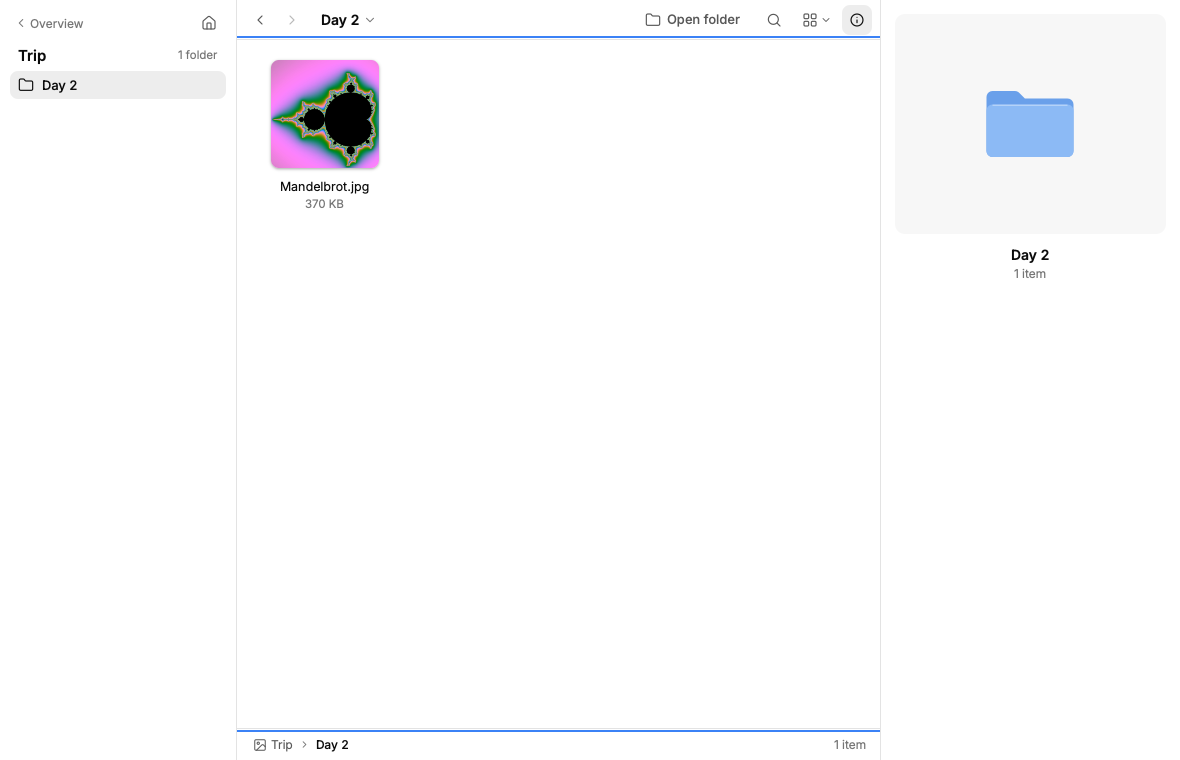 Overview
Trip
1 folder
Day 2
Day 2
Open folder
Mandelbrot.jpg
370 KB
Trip
Day 2
1 item
Day 2
1 item